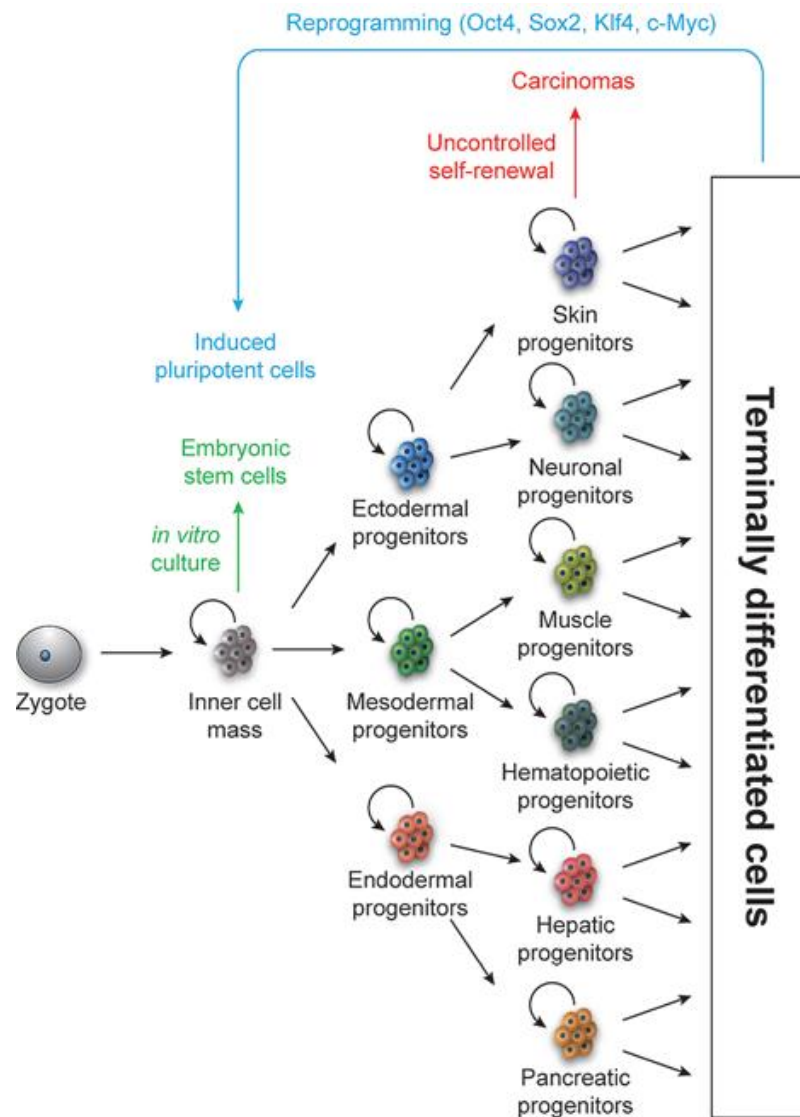 Reprogramming (Oct4, Sox2, Klf4, c-Myc)
Carcinomas
Uncontrolled
self-renewal
Skin
progenitors
Induced
pluripotent cells
Embryonic
stem cells
in vitro
culture
Ectodermal
progenitors
Neuronal
progenitors
Muscle
progenitors
Zygote
Inner cell
mass
Mesodermal
progenitors
Hematopoietic
progenitors
Endodermal
progenitors
Hepatic
progenitors
Pancreatic
progenitors
Terminally differentiated cells